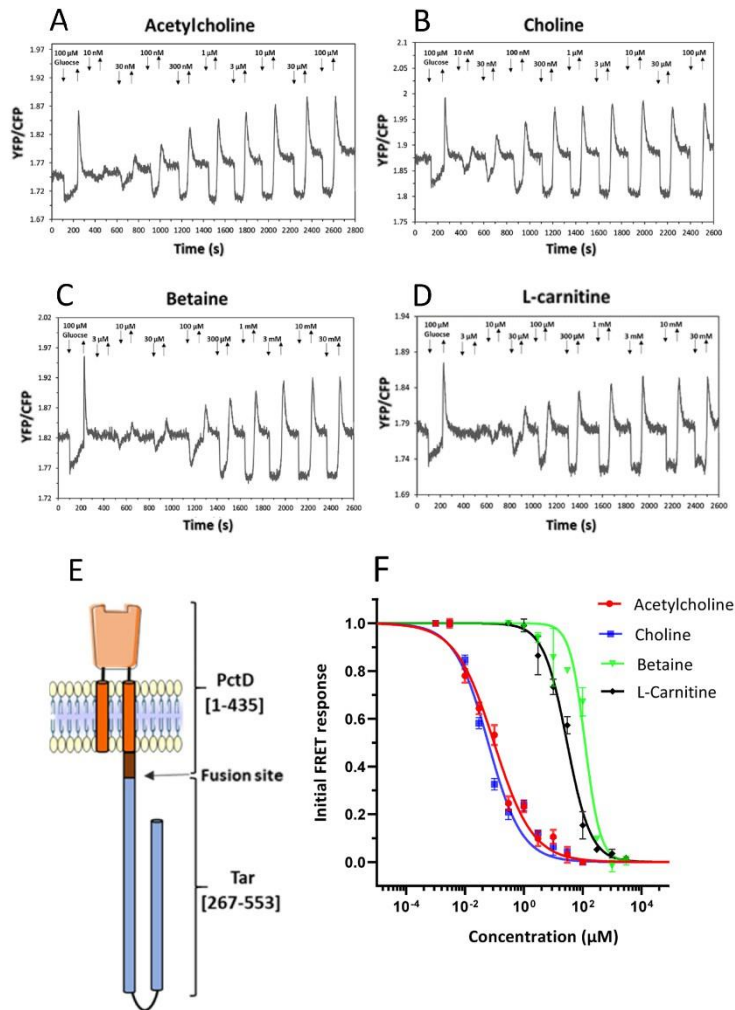 A
Acetylcholine
1.97
1.92
1.87
1.82
1.77
1.72
1.67
YFP/CFP
100 µM
Glucose
10 nM
30 nM
100 nM
300 nM
1 µM
3 µM
10 µM
30 µM
100 µM
0 200 400 600 800 1000 1200 1400 1600 1800 2000 2200 2400 2600 2800
Time (s)
B
Choline
2.1
2.05
2
1.95
1.9
1.85
1.8
1.75
YFP/CFP
100 µM
Glucose
10 nM
30 nM
100 nM
300 nM
1 µM
3 µM
10 µM
30 µM
100 µM
0 200 400 600 800 1000 1200 1400 1600 1800 2000 2200 2400 2600
Time (s)
C
Betaine
2.02
1.96
1.92
1.82
1.76
1.72
YFP/CFP
100 µM
Glucose
3 µM
10 µM
30 µM
100 µM
300 µM
1 mM
3 mM
10 mM
30 mM
0 200 400 600 800 1000 1200 1400 1600 1800 2000 2200 2400 2600
Time (s)
D
L-carnitine
1.94
1.89
1.84
1.79
1.74
1.69
YFP/CFP
100 µM
Glucose
3 µM
10 µM
30 µM
100 µM
300 µM
1 mM
3 mM
10 mM
30 mM
0 200 400 600 800 1000 1200 1400 1600 1800 2000 2200 2400 2600
Time (s)
E
PctD
[1-435]
Fusion site
Tar
[267-553]
F
Acetylcholine
Choline
Betaine
L-Carnitine
1.0
0.8
0.6
0.4
0.2
0.0
Initial FRET response
10⁻⁴ 10⁻² 10⁰ 10² 10⁴
Concentration (µM)